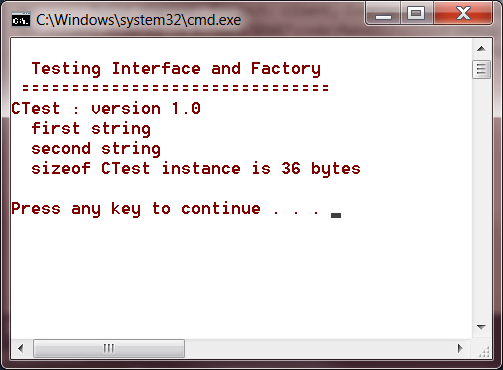 C:\Windows\system32\cmd.exe
Testing Interface and Factory
-------------------------------
CTest : version 1.0
first string
second string
sizeof CTest instance is 36 bytes
Press any key to continue . . .